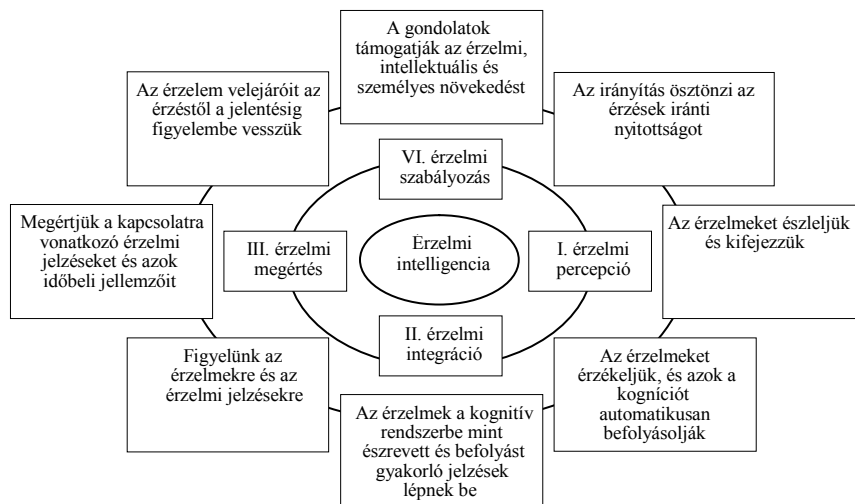 A gondolatok
támogatják az érzelmi,
intellektuális és
személyes növekedést
Az érzelem velejáróit az
érzéstől a jelentésig
figyelembe vesszük
Az irányítás ösztönzi az
érzések iránti
nyitottságot
VI. érzelmi
szabályozás
Megértjük a kapcsolatra
vonatkozó érzelmi
jelzéseket és azok
időbeli jellemzőit
III. érzelmi
megértés
Érzelmi
intelligencia
I. érzelmi
percepció
Az érzelmeket észleljük
és kifejezzük
II. érzelmi
integráció
Figyelünk az
érzelmekre és az
érzelmi jelzésekre
Az érzelmeket
érzékeljük, és azok a
kogníciót
automatikusan
befolyásolják
Az érzelmek a kognitív
rendszerbe mint
észrevett és befolyást
gyakorló jelzések
lépnek be